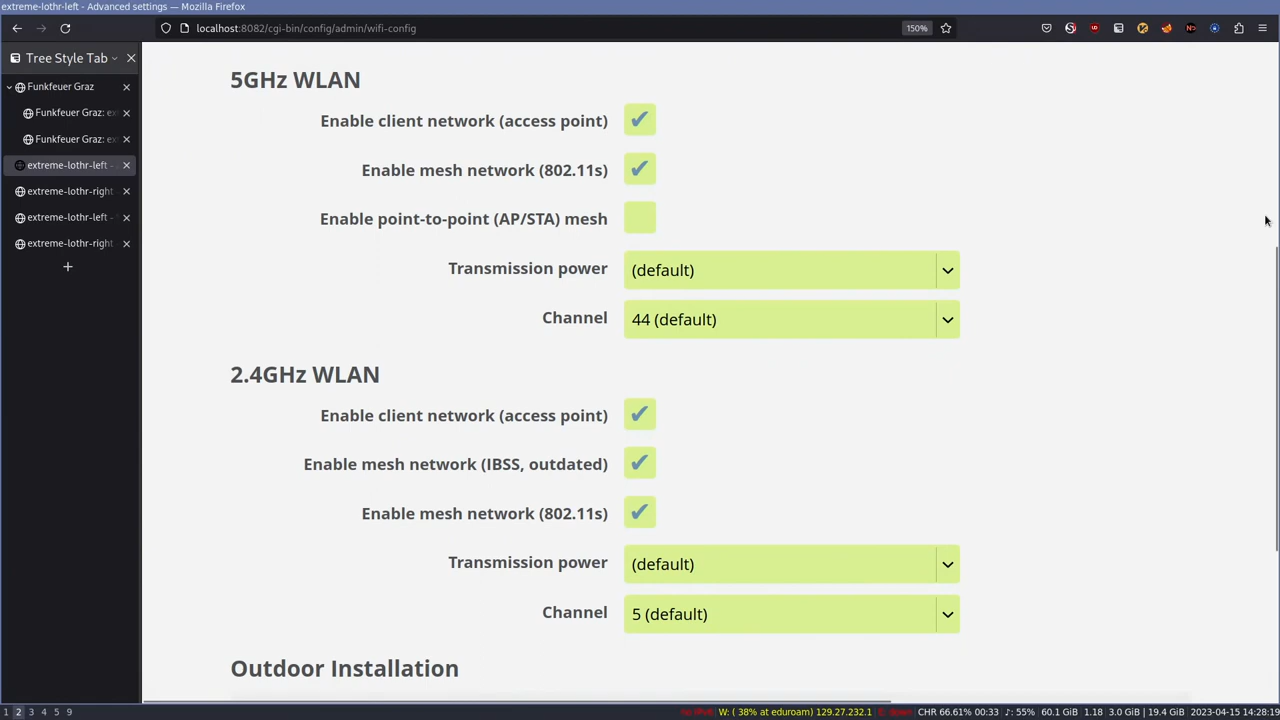 extreme-lothr-left - Advanced settings — Mozilla Firefox
localhost:8082/cgi-bin/config/admin/wifi-config
150%
Tree Style Tab
Funkfeuer Graz
Funkfeuer Graz: ex
Funkfeuer Graz: ex
extreme-lothr-left -
extreme-lothr-right
extreme-lothr-left -
extreme-lothr-right
5GHz WLAN
Enable client network (access point)
Enable mesh network (802.11s)
Enable point-to-point (AP/STA) mesh
Transmission power
(default)
Channel
44 (default)
2.4GHz WLAN
Enable client network (access point)
Enable mesh network (IBSS, outdated)
Enable mesh network (802.11s)
Transmission power
(default)
Channel
5 (default)
Outdoor Installation
1 2 3 4 5 9
no IPv6 W: ( 38% at eduroam) 129.27.232.1 E: down CHR 66.61% 00:33 ♪: 55% 60.1 GiB 1.18 3.0 GiB | 19.4 GiB 2023-04-15 14:28:19